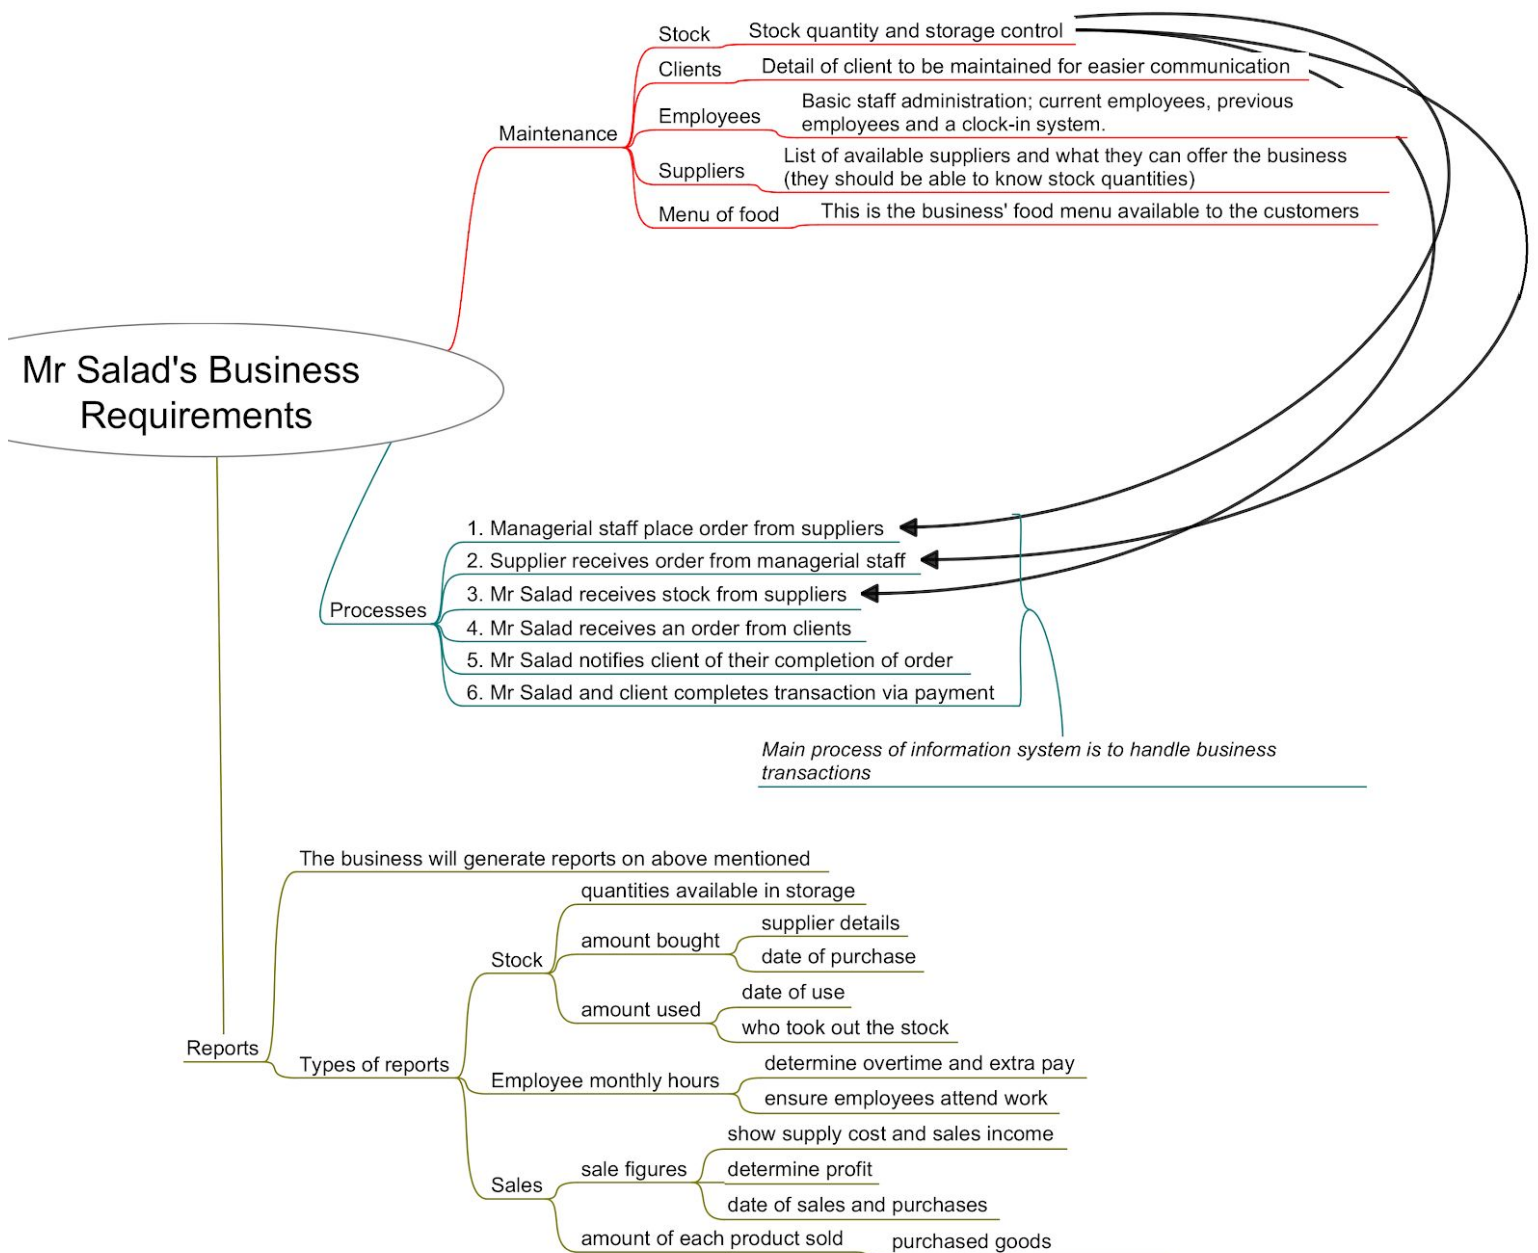 Stock
Stock quantity and storage control
Clients
Detail of client to be maintained for easier communication
Employees
Basic staff administration; current employees, previous
employees and a clock-in system.
Maintenance
Suppliers
List of available suppliers and what they can offer the business
(they should be able to know stock quantities)
Menu of food
This is the business' food menu available to the customers
Mr Salad's Business
Requirements
Processes
1. Managerial staff place order from suppliers
2. Supplier receives order from managerial staff
3. Mr Salad receives stock from suppliers
4. Mr Salad receives an order from clients
5. Mr Salad notifies client of their completion of order
6. Mr Salad and client completes transaction via payment
Main process of information system is to handle business
transactions
Reports
The business will generate reports on above mentioned
Types of reports
Stock
quantities available in storage
amount bought
supplier details
date of purchase
amount used
date of use
who took out the stock
Employee monthly hours
determine overtime and extra pay
ensure employees attend work
Sales
sale figures
show supply cost and sales income
determine profit
date of sales and purchases
amount of each product sold
purchased goods